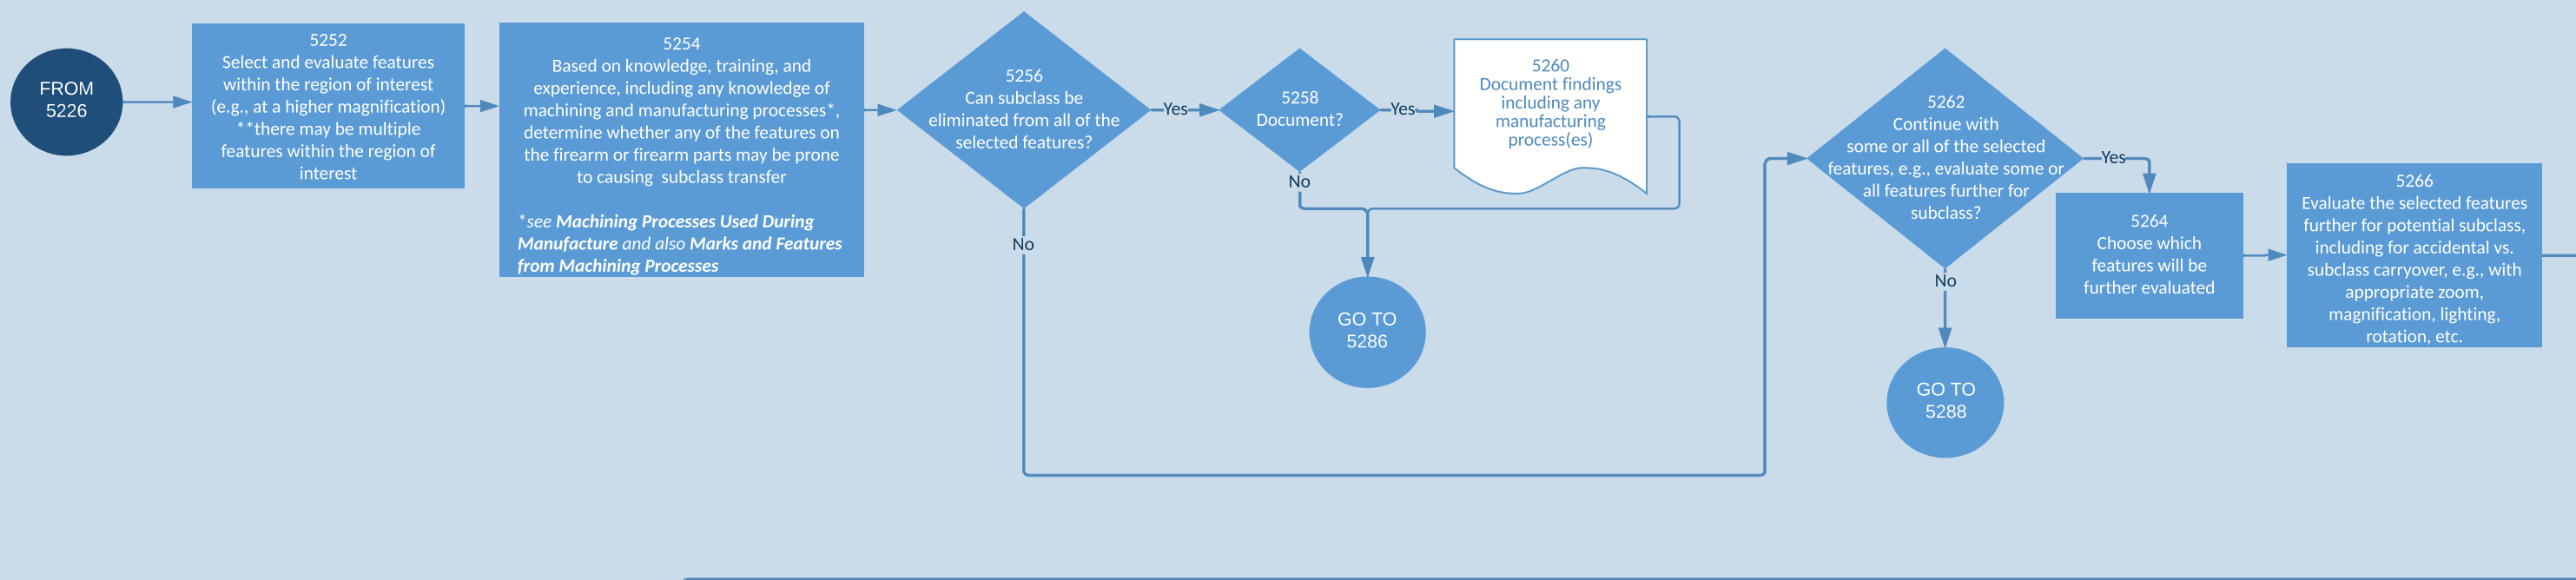 FROM
5226
5252
Select and evaluate features
within the region of interest
(e.g., at a higher magnification)
**there may be multiple
features within the region of
interest
5254
Based on knowledge, training, and
experience, including any knowledge of
machining and manufacturing processes*,
determine whether any of the features on
the firearm or firearm parts may be prone
to causing subclass transfer
*see Machining Processes Used During
Manufacture and also Marks and Features
from Machining Processes
5256
Can subclass be
eliminated from all of the
selected features?
Yes
No
5258
Document?
Yes
No
5260
Document findings
including any
manufacturing
process(es)
GO TO
5286
5262
Continue with
some or all of the selected
features, e.g., evaluate some or
all features further for
subclass?
Yes
No
GO TO
5288
5264
Choose which
features will be
further evaluated
5266
Evaluate the selected features
further for potential subclass,
including for accidental vs.
subclass carryover, e.g., with
appropriate zoom,
magnification, lighting,
rotation, etc.